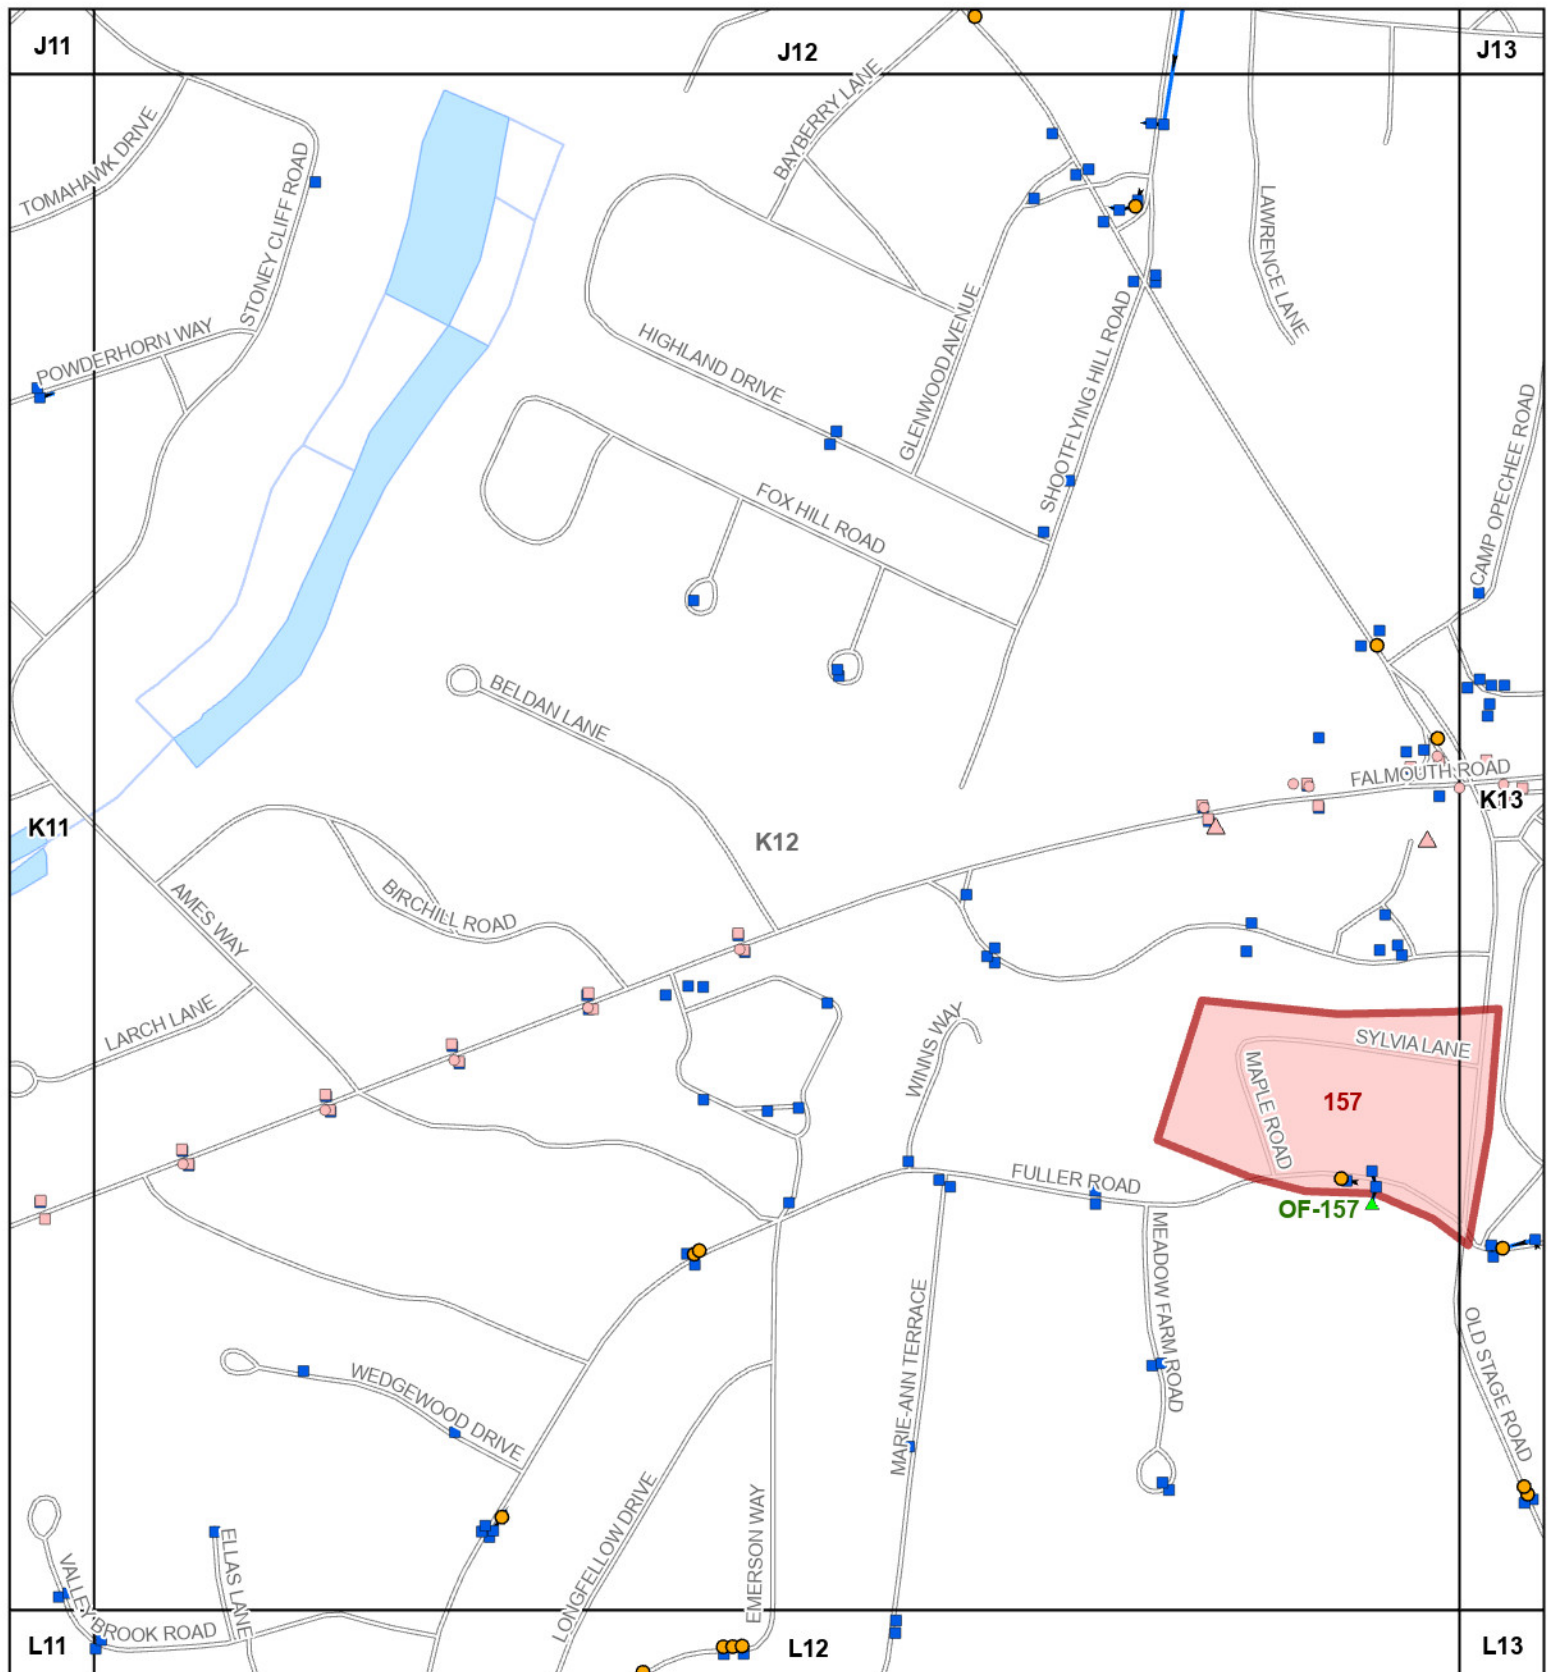 J11
J12
J13
TOMAHAWK DRIVE
STONEY CLIFF ROAD
BAYBERRY LANE
LAWRENCE LANE
POWDERHORN WAY
HIGHLAND DRIVE
GLENWOOD AVENUE
SHOOTFLYING HILL ROAD
CAMP OPECHEE ROAD
FOX HILL ROAD
BELDAN LANE
FALMOUTH ROAD
K11
K12
K13
AMES WAY
BIRCHILL ROAD
LARCH LANE
WINNS WAY
SYLVIA LANE
MAPLE ROAD
157
FULLER ROAD
OF-157
MEADOW FARM ROAD
MARIE-ANN TERRACE
OLD STAGE ROAD
WEDGEWOOD DRIVE
LONGFELLOW DRIVE
EMERSON WAY
ELLAS LANE
VALLEY BROOK ROAD
L11
L12
L13